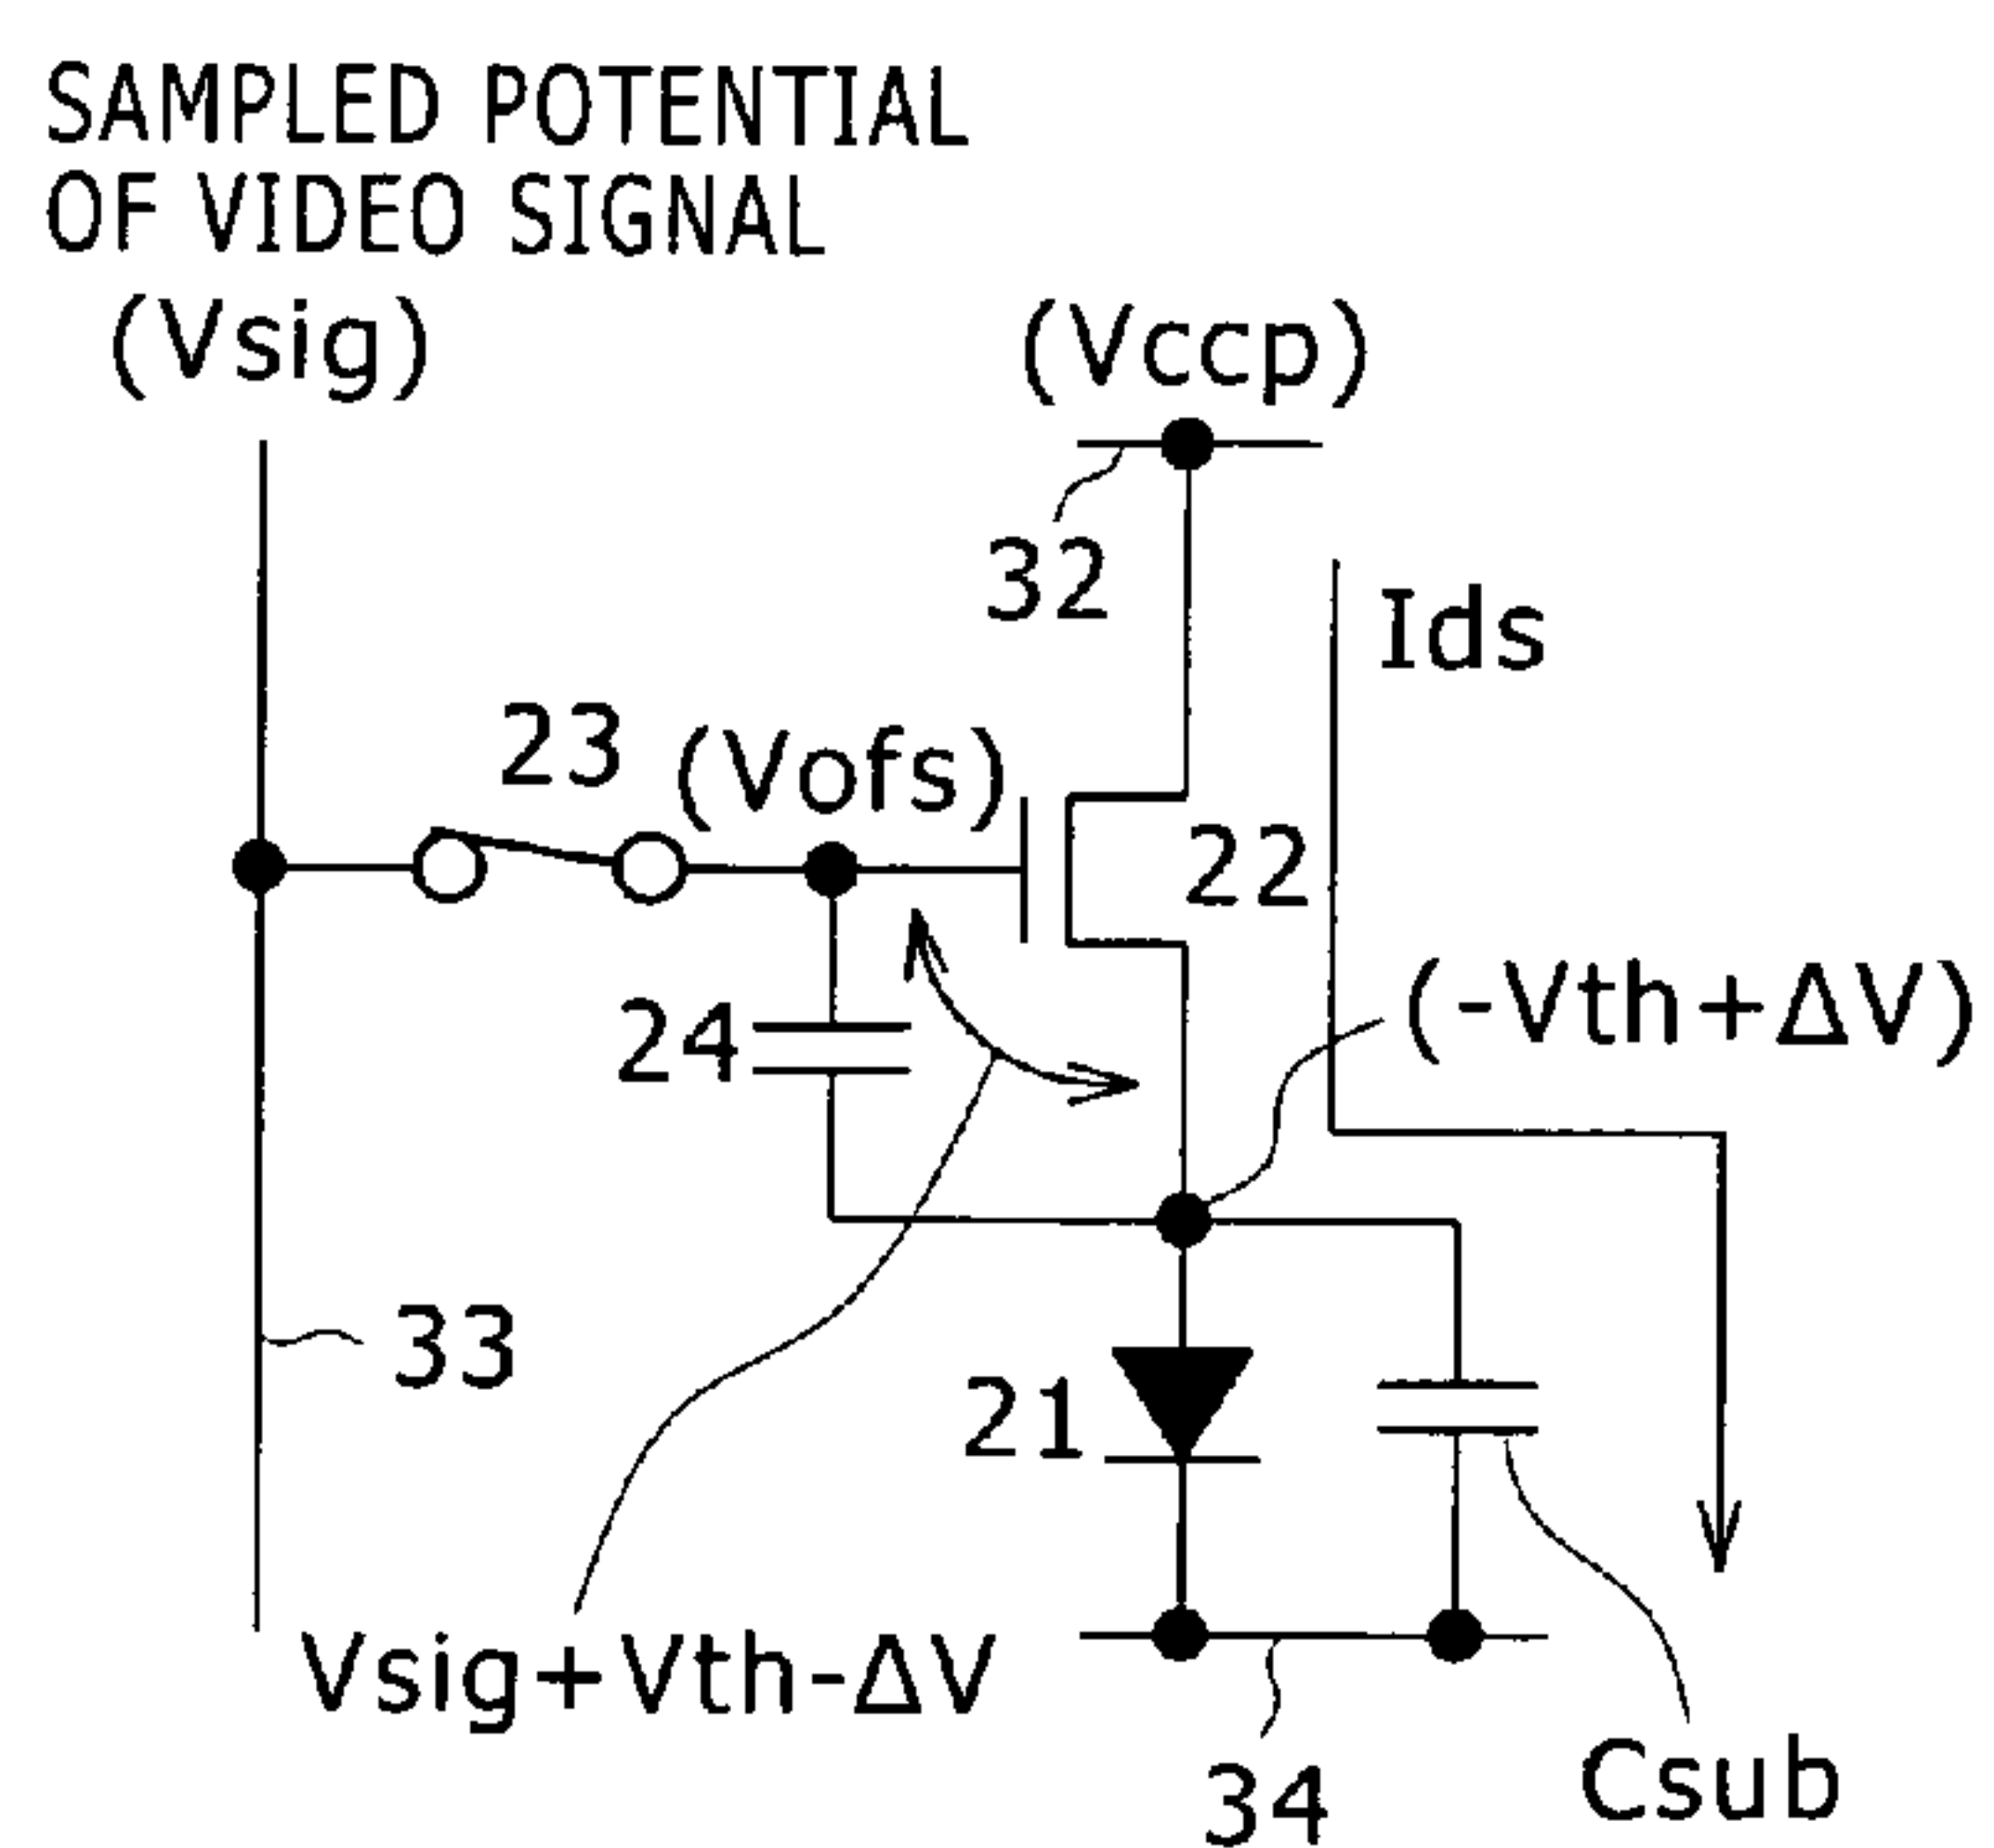 SAMPLED POTENTIAL
OF VIDEO SIGNAL
(Vsig)
(Vccp)
32
Ids
23
(Vofs)
22
24
(-Vth+ΔV)
33
21
Vsig+Vth-ΔV
34
Csub